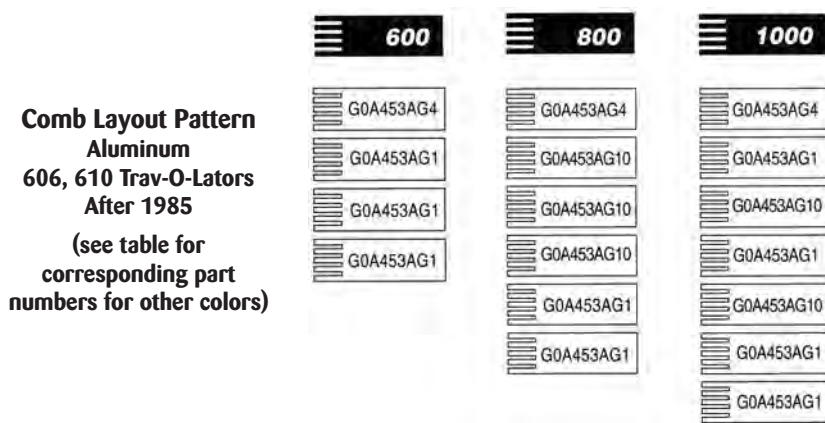 Comb Layout Pattern
Aluminum
606, 610 Trav-O-Lators
After 1985
(see table for
corresponding part
numbers for other colors)
600
G0A453AG4
G0A453AG1
G0A453AG1
G0A453AG1
800
G0A453AG4
G0A453AG10
G0A453AG10
G0A453AG10
G0A453AG1
G0A453AG1
1000
G0A453AG4
G0A453AG1
G0A453AG10
G0A453AG1
G0A453AG10
G0A453AG1
G0A453AG1